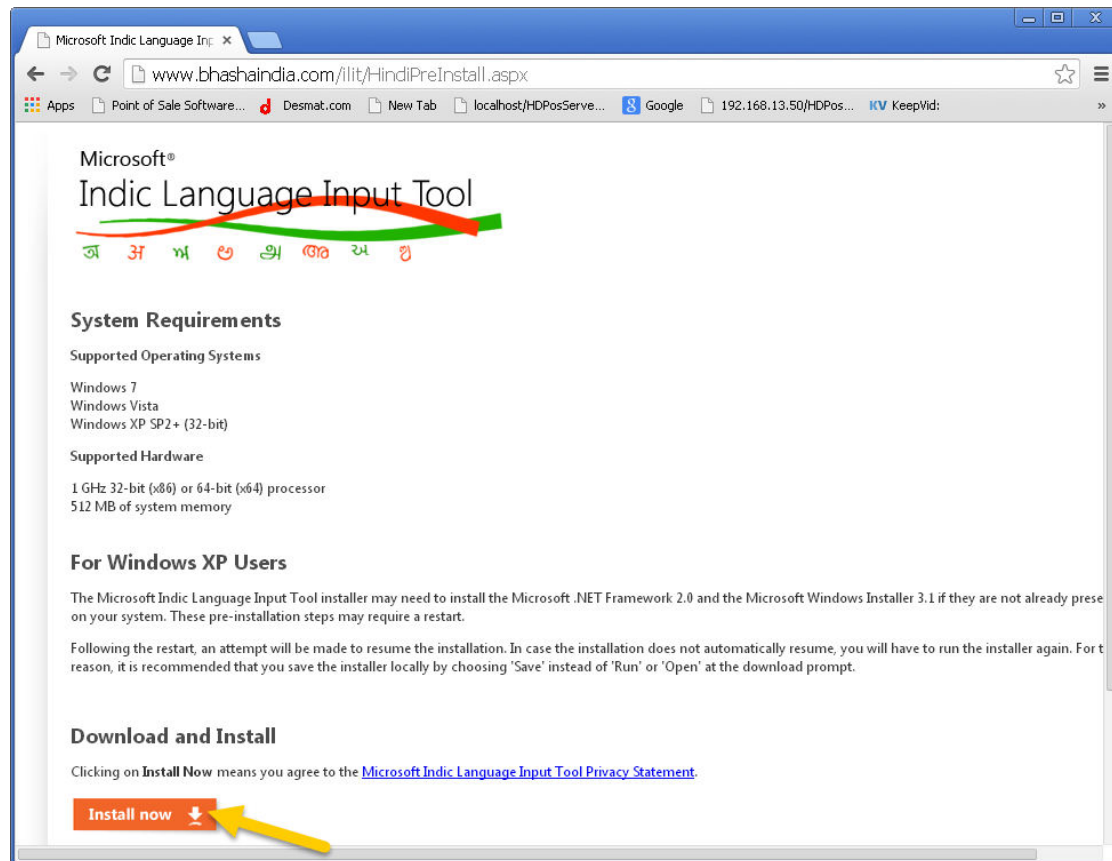 Microsoft Indic Language Inp
www.bhashaindia.com/ilit/HindiPreInstall.aspx
Apps Point of Sale Software... Desmat.com New Tab localhost/HDPosServe... Google 192.168.13.50/HDPos... KV KeepVid: »
Microsoft®
Indic Language Input Tool
অ अ ਅ ಅ அ അ અ ଅ
System Requirements
Supported Operating Systems
Windows 7
Windows Vista
Windows XP SP2+ (32-bit)
Supported Hardware
1 GHz 32-bit (x86) or 64-bit (x64) processor
512 MB of system memory
For Windows XP Users
The Microsoft Indic Language Input Tool installer may need to install the Microsoft .NET Framework 2.0 and the Microsoft Windows Installer 3.1 if they are not already prese
on your system. These pre-installation steps may require a restart.
Following the restart, an attempt will be made to resume the installation. In case the installation does not automatically resume, you will have to run the installer again. For t
reason, it is recommended that you save the installer locally by choosing 'Save' instead of 'Run' or 'Open' at the download prompt.
Download and Install
Clicking on Install Now means you agree to the Microsoft Indic Language Input Tool Privacy Statement.
Install now